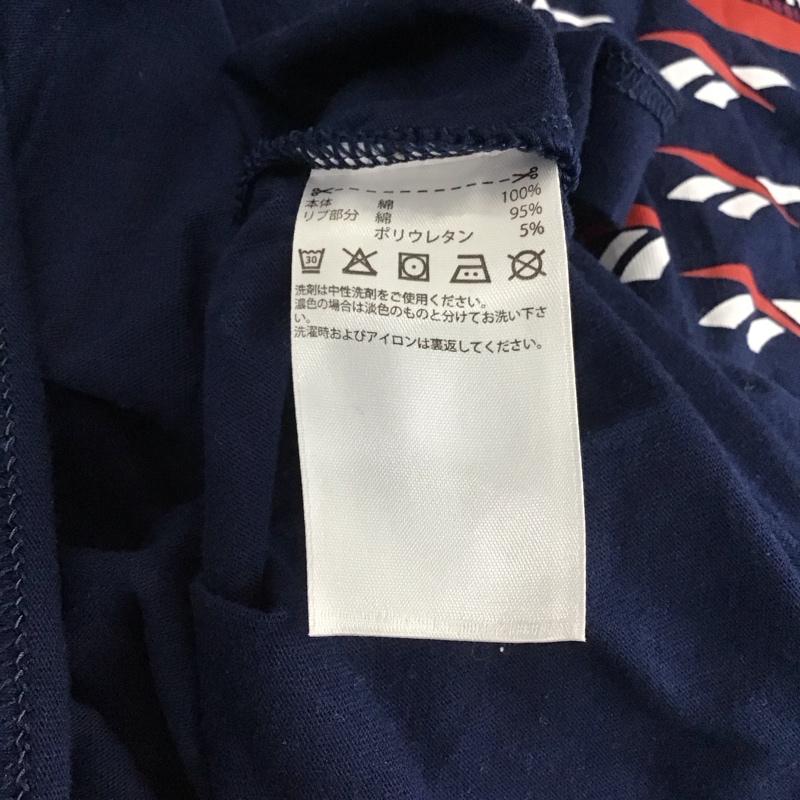 本体 綿 100%
リブ部分 綿 95%
ポリウレタン 5%
30
洗剤は中性洗剤をご使用ください。
濃色の場合は淡色のものと分けてお洗い下さ
い。
洗濯時およびアイロンは裏返してください。